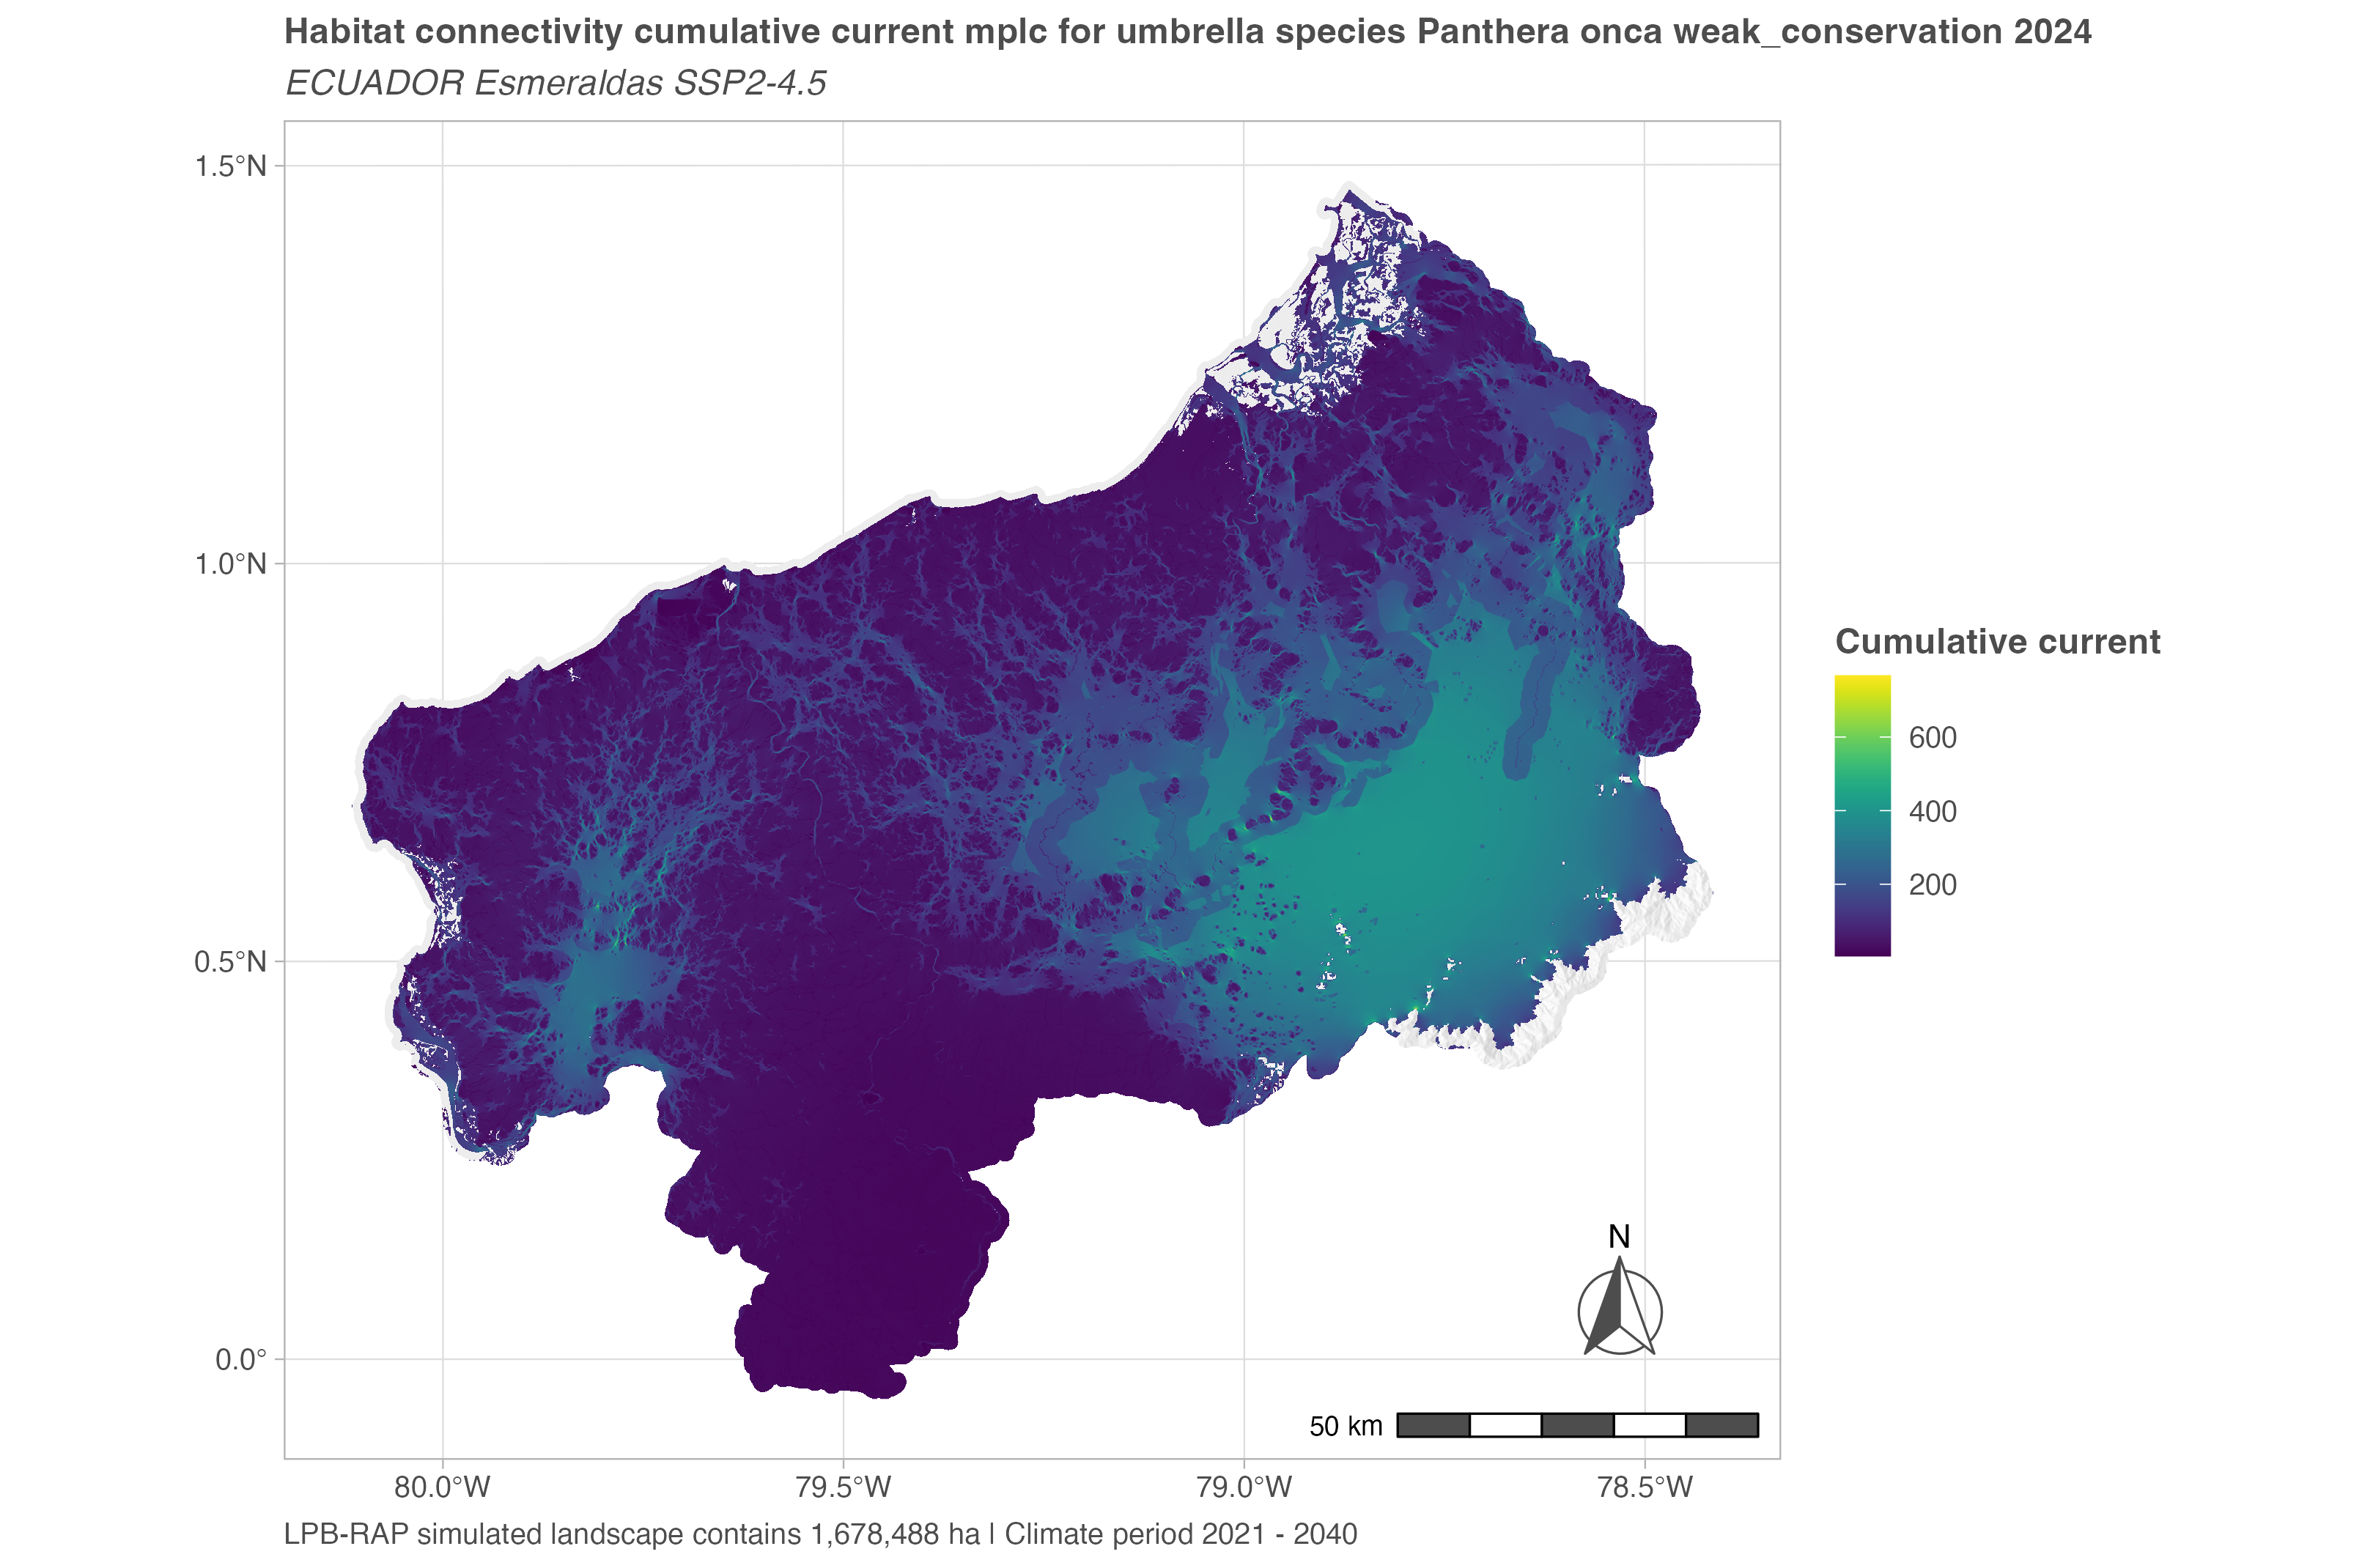 Habitat connectivity cumulative current mplc for umbrella species Panthera onca weak_conservation 2024
ECUADOR Esmeraldas SSP2-4.5
1.5°N
1.0°N
0.5°N
0.0°
80.0°W
79.5°W
79.0°W
78.5°W
Cumulative current
600
400
200
N
50 km
LPB-RAP simulated landscape contains 1,678,488 ha | Climate period 2021 - 2040